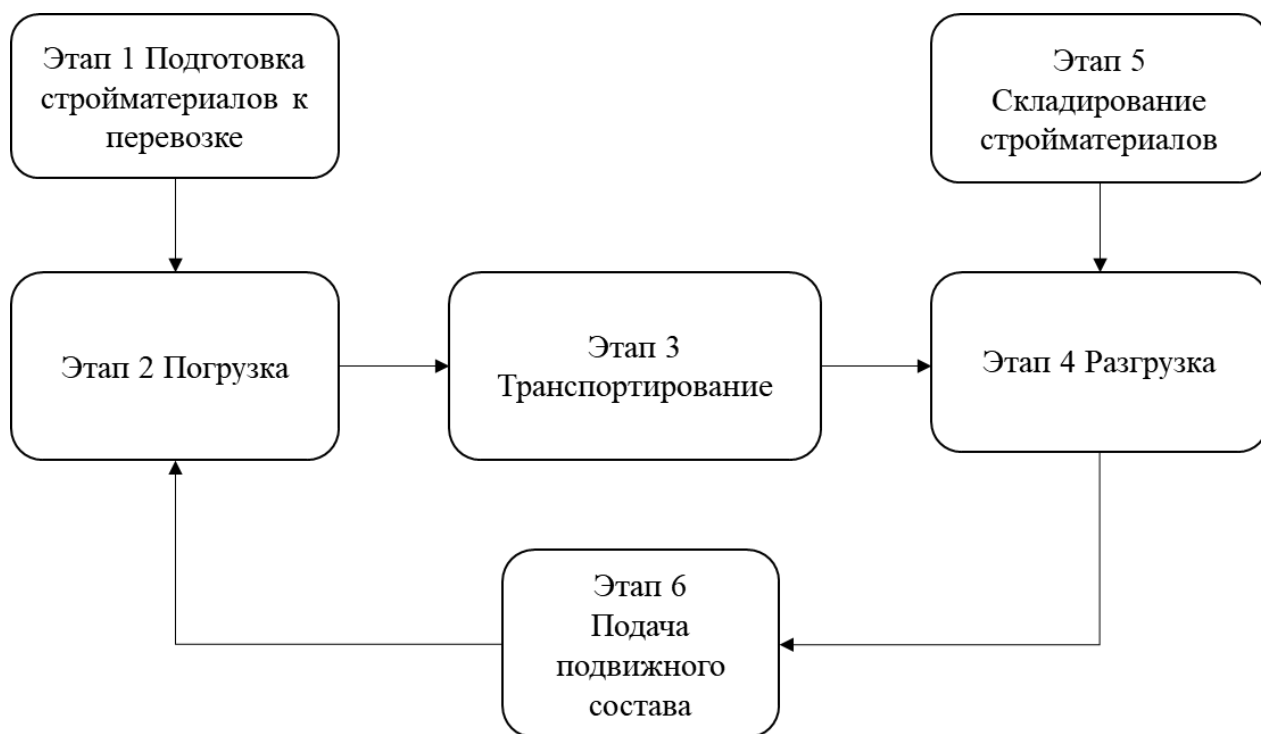 Этап 1 Подготовка
стройматериалов к
перевозке
Этап 5
Складирование
стройматериалов
Этап 2 Погрузка
Этап 3
Транспортирование
Этап 4 Разгрузка
Этап 6
Подача
подвижного
состава